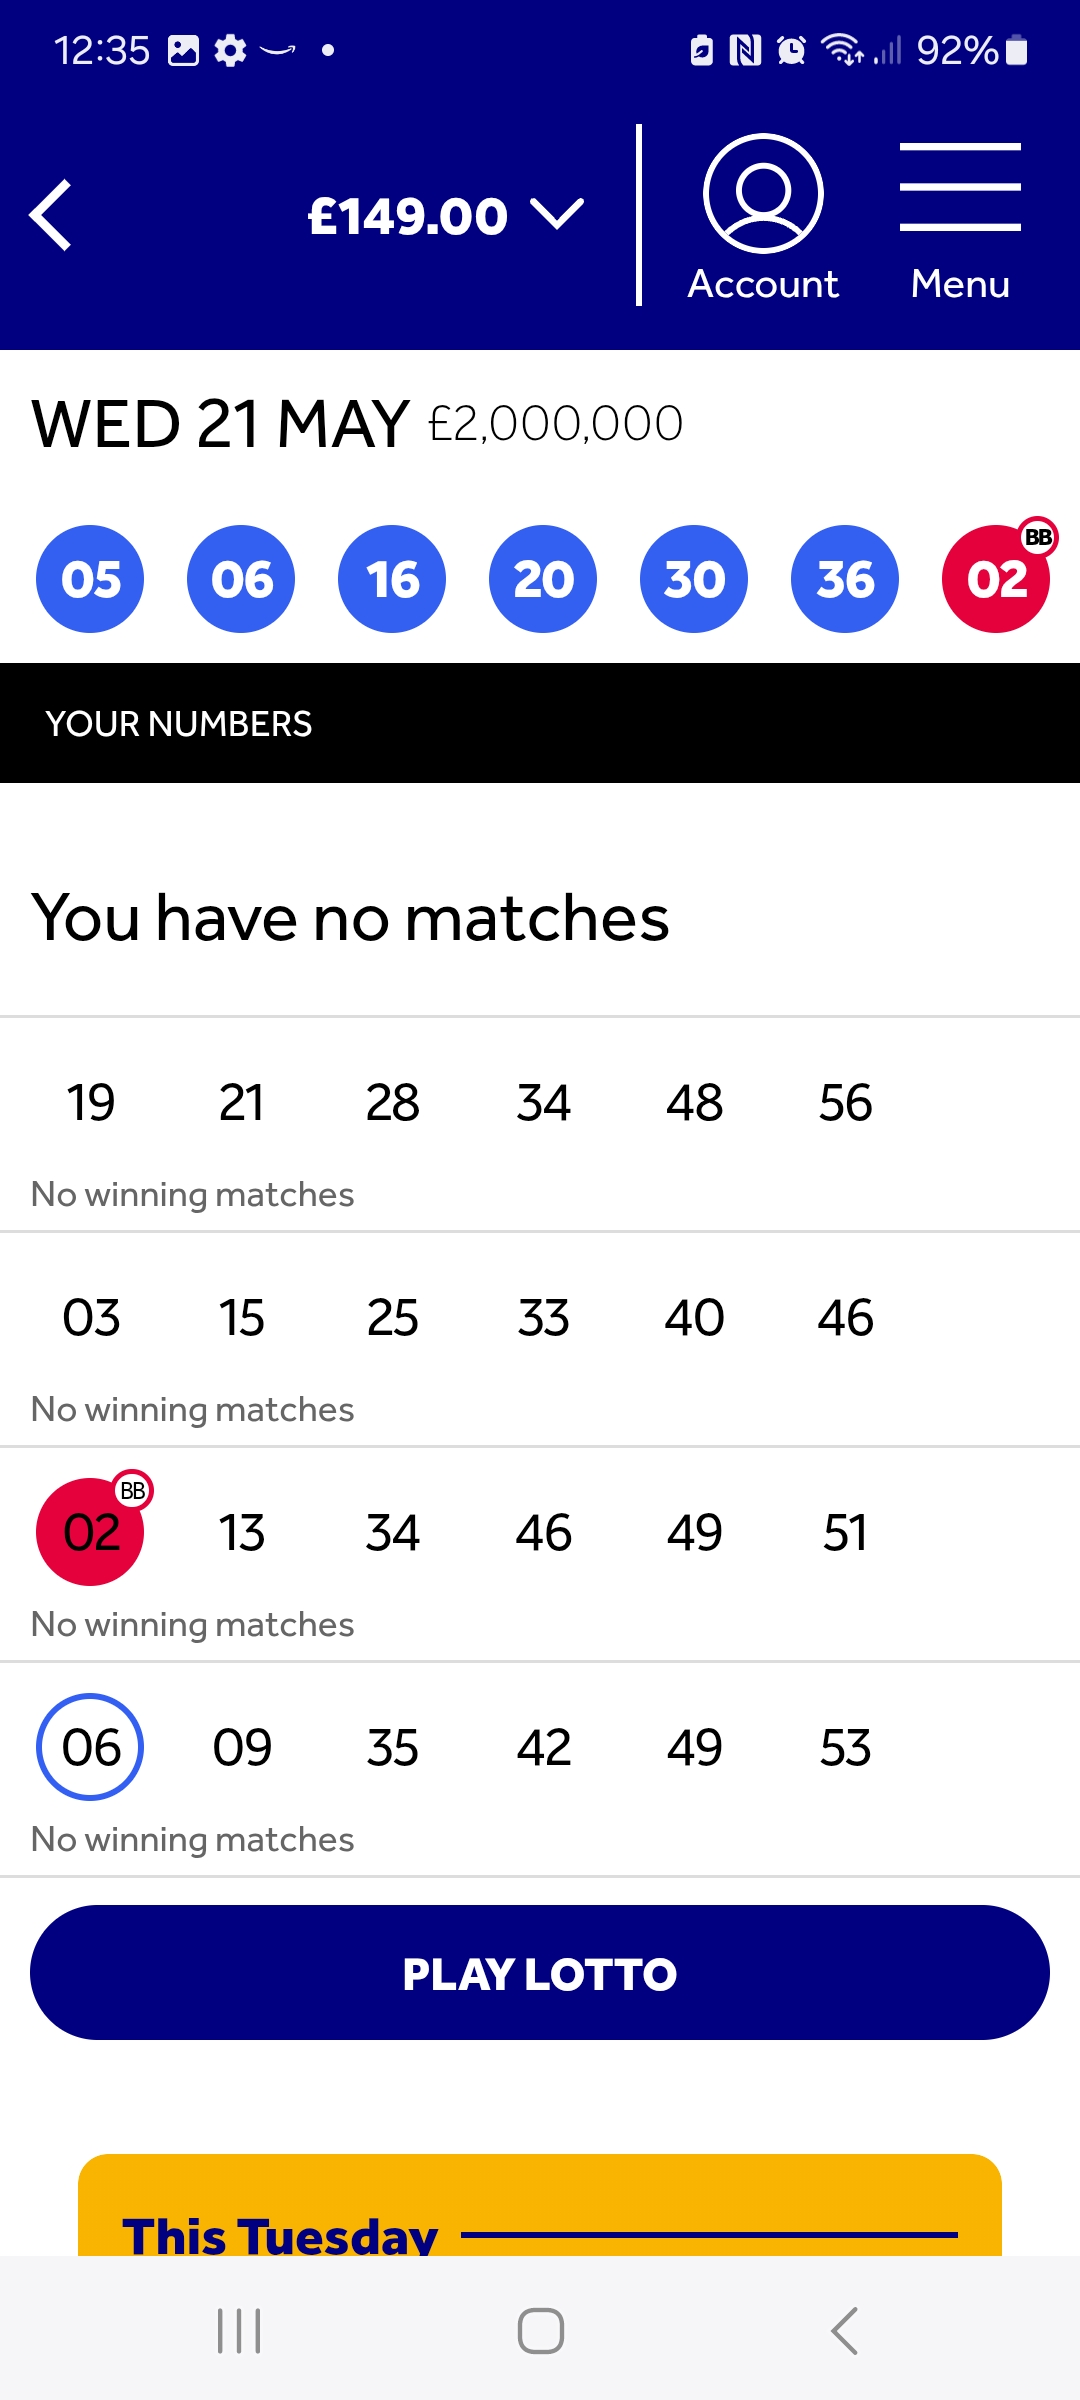 12:35 92%
£149.00
Account Menu
WED 21 MAY £2,000,000
BB
05 06 16 20 30 36 02
YOUR NUMBERS
You have no matches
19 21 28 34 48 56
No winning matches
03 15 25 33 40 46
No winning matches
BB
02 13 34 46 49 51
No winning matches
06 09 35 42 49 53
No winning matches
PLAY LOTTO
This Tuesday